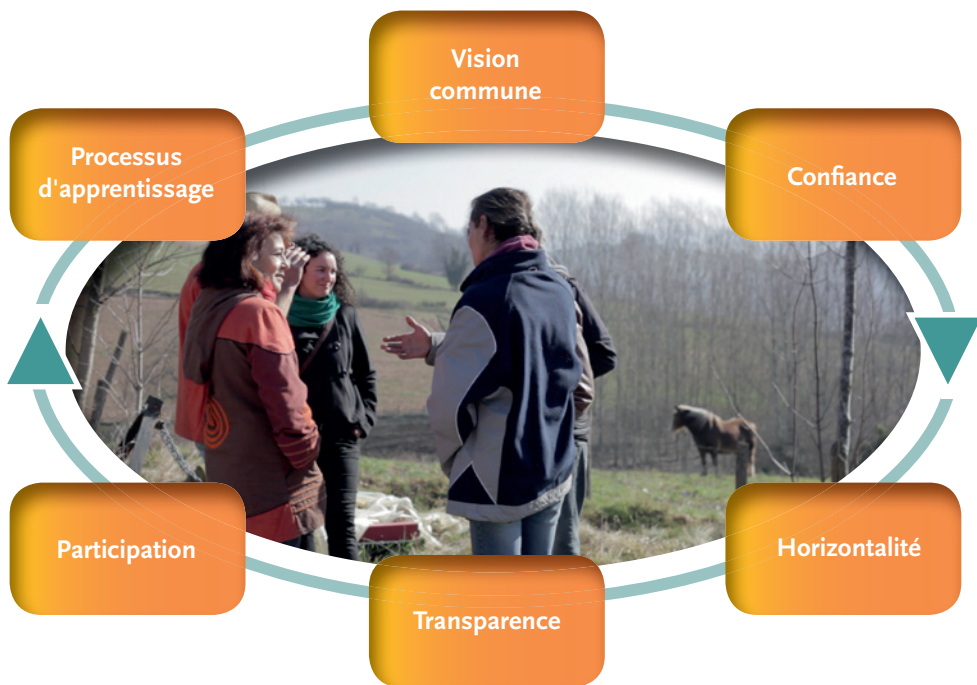 Vision
commune
Confiance
Horizontalité
Transparence
Participation
Processus
d'apprentissage